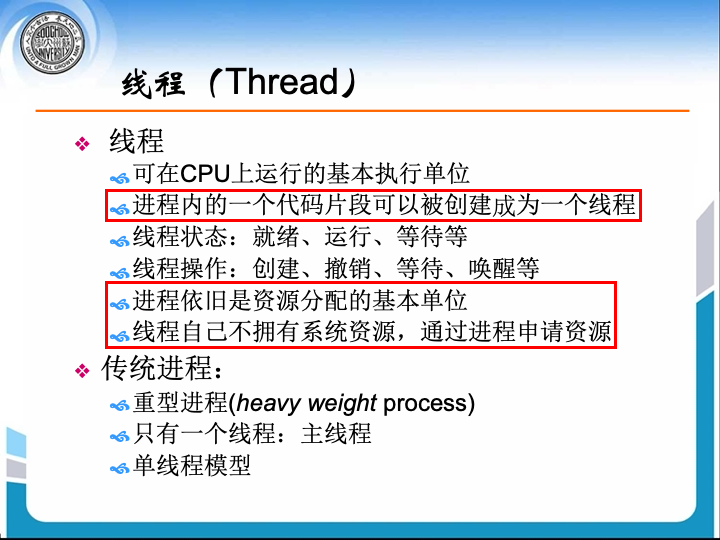 线程（Thread）
线程
可在CPU上运行的基本执行单位
进程内的一个代码片段可以被创建成为一个线程
线程状态：就绪、运行、等待等
线程操作：创建、撤销、等待、唤醒等
进程依旧是资源分配的基本单位
线程自己不拥有系统资源，通过进程申请资源
传统进程：
重型进程(heavy weight process)
只有一个线程：主线程
单线程模型